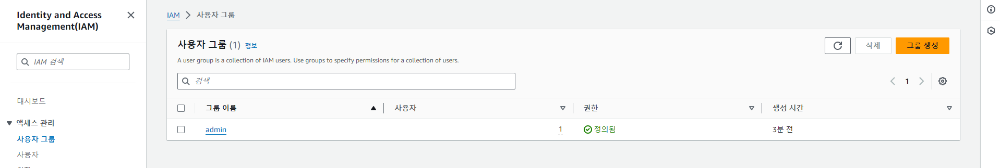 Identity and Access
Management(IAM)
IAM 검색
대시보드
액세스 관리
사용자 그룹
사용자
IAM
사용자 그룹
사용자 그룹 (1) 정보
삭제
그룹 생성
A user group is a collection of IAM users. Use groups to specify permissions for a collection of users.
검색
1
그룹 이름
사용자
권한
생성 시간
admin
1
정의됨
3분 전